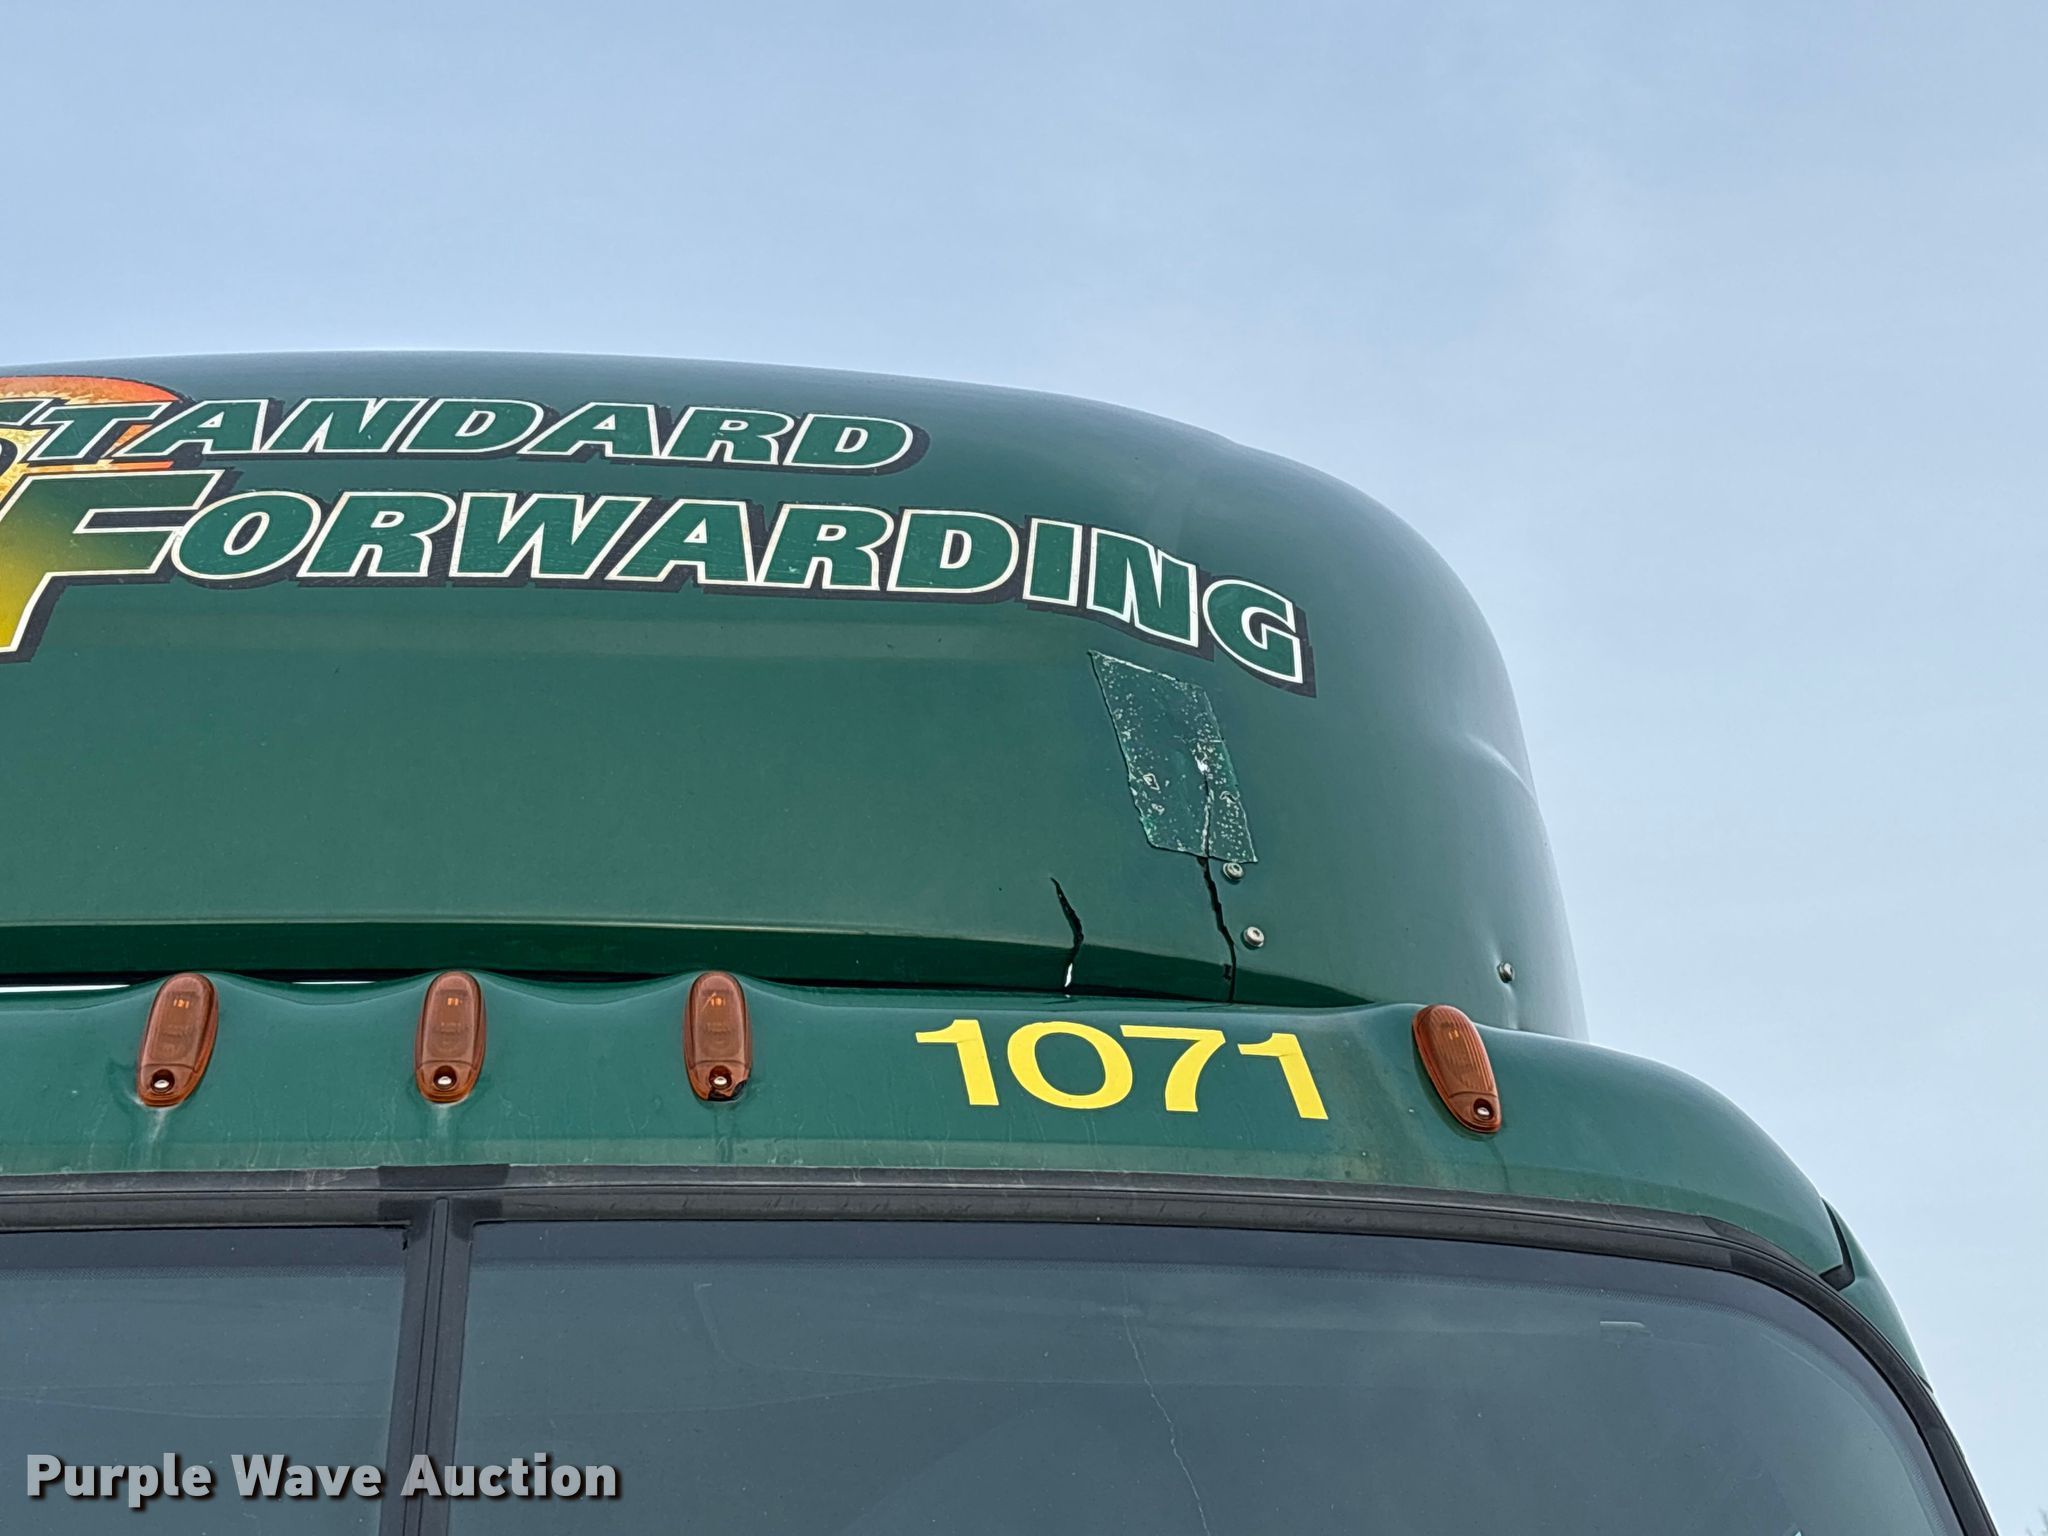 STANDARD
FORWARDING
1071
Purple Wave Auction